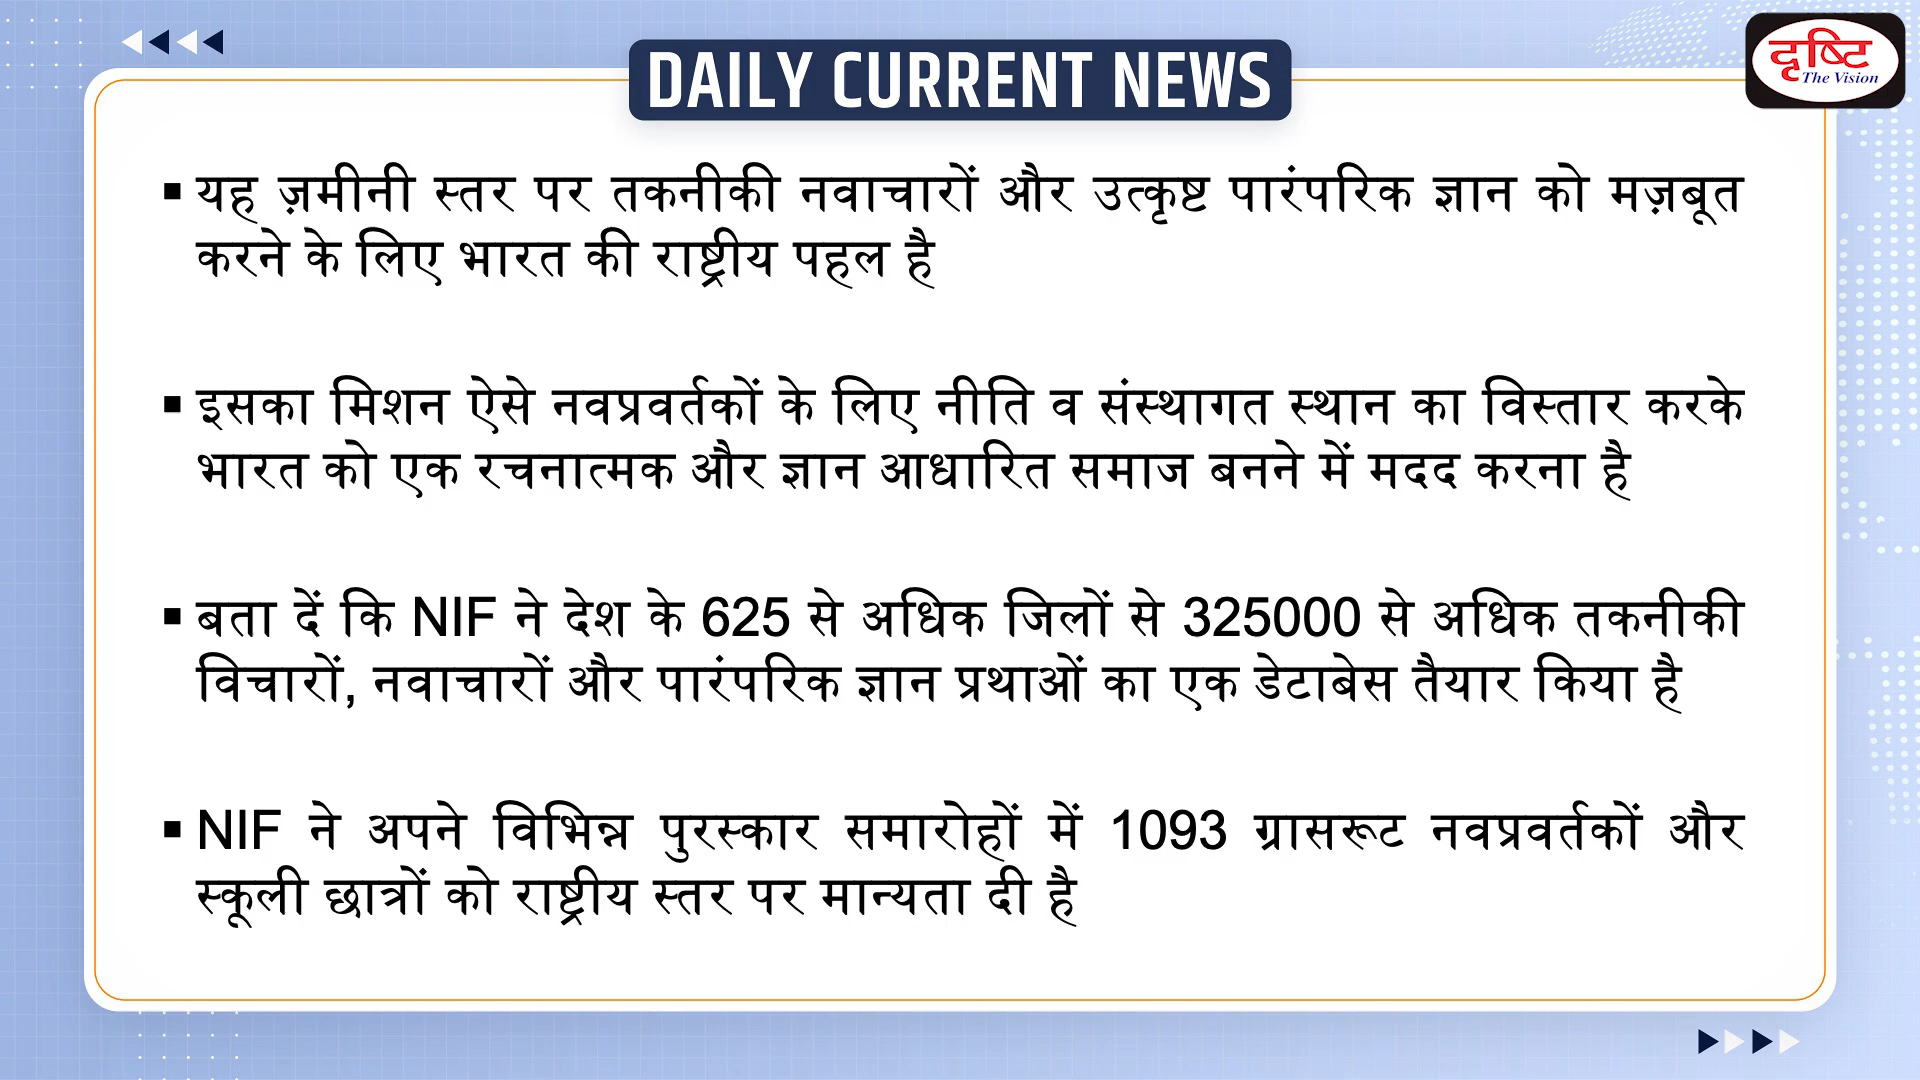 DAILY CURRENT NEWS
दृष्टि
The Vision
▪ यह ज़मीनी स्तर पर तकनीकी नवाचारों और उत्कृष्ट पारंपरिक ज्ञान को मज़बूत
करने के लिए भारत की राष्ट्रीय पहल है
▪ इसका मिशन ऐसे नवप्रवर्तकों के लिए नीति व संस्थागत स्थान का विस्तार करके
भारत को एक रचनात्मक और ज्ञान आधारित समाज बनने में मदद करना है
▪ बता दें कि NIF ने देश के 625 से अधिक जिलों से 325000 से अधिक तकनीकी
विचारों, नवाचारों और पारंपरिक ज्ञान प्रथाओं का एक डेटाबेस तैयार किया है
▪ NIF ने अपने विभिन्न पुरस्कार समारोहों में 1093 ग्रासरूट नवप्रवर्तकों और
स्कूली छात्रों को राष्ट्रीय स्तर पर मान्यता दी है